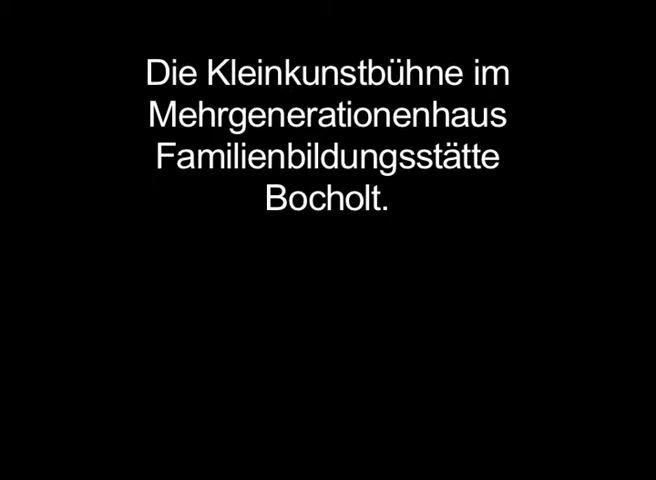 Die Kleinkunstbühne im
Mehrgenerationenhaus
Familienbildungsstätte
Bocholt.